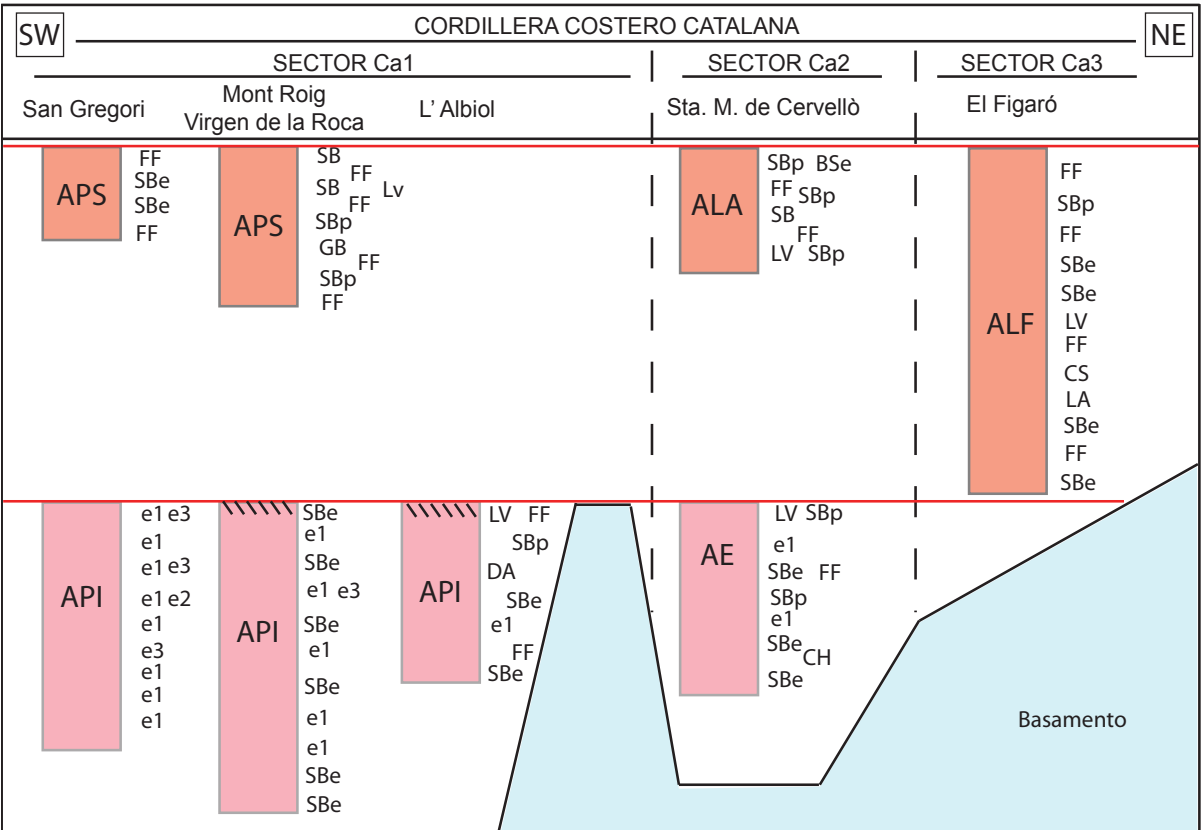 SW
CORDILLERA COSTERO CATALANA
NE
SECTOR Ca1
SECTOR Ca2
SECTOR Ca3
San Gregori
Mont Roig
Virgen de la Roca
L' Albiol
Sta. M. de Cervellò
El Figaró
APS
FF
SBe
SBe
FF
APS
SB
FF
SB
Lv
FF
SBp
GB
FF
SBp
FF
ALA
SBp BSe
FF SBp
SB
FF
LV SBp
ALF
FF
SBp
FF
SBe
SBe
LV
FF
CS
LA
SBe
FF
SBe
API
e1 e3
e1
e1 e3
e1 e2
e1
e3
e1
e1
e1
API
SBe
e1
SBe
e1 e3
SBe
e1
SBe
e1
e1
SBe
SBe
API
LV FF
SBp
DA
SBe
e1
FF
SBe
AE
LV SBp
e1
SBe FF
SBp
e1
SBe
CH
SBe
Basamento